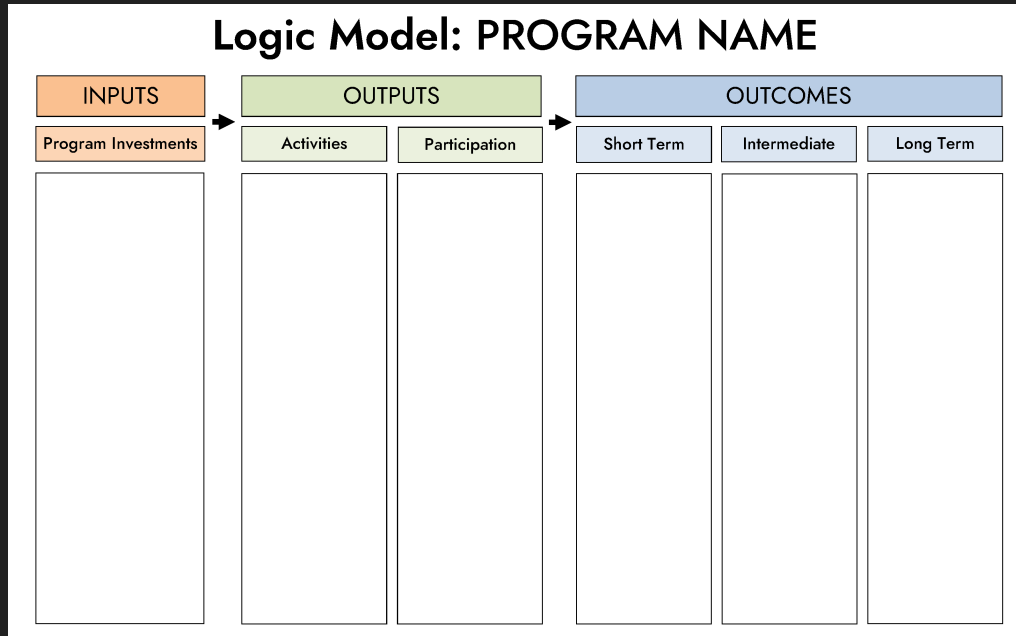 Logic Model: PROGRAM NAME
INPUTS
OUTPUTS
OUTCOMES
Program Investments
Activities
Participation
Short Term
Intermediate
Long Term